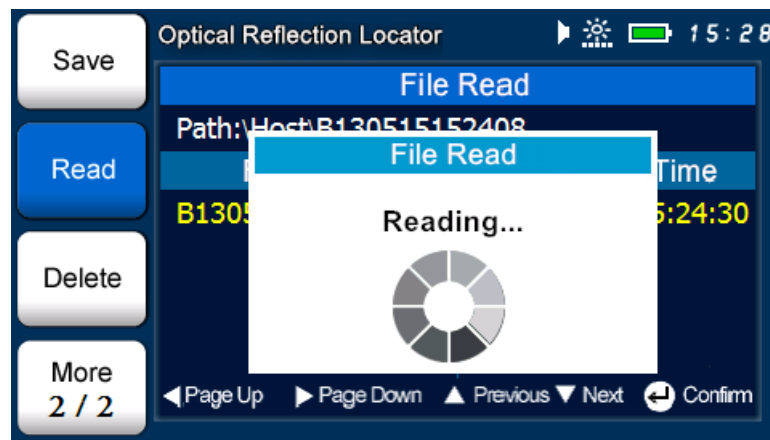 Save
Read
Delete
More
2 / 2
Optical Reflection Locator 15:28
File Read
Path:\Host\B130515152408
Time
B1305 5:24:30
File Read
Reading...
Page Up Page Down Previous Next Confirm